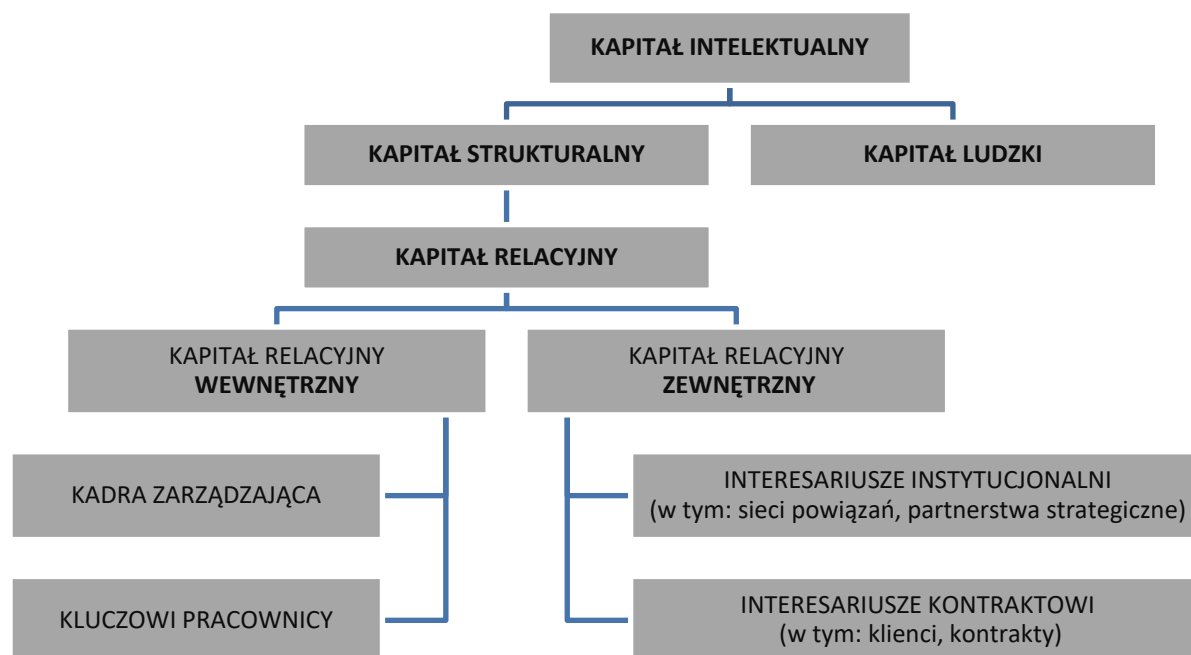 KAPITAŁ INTELEKTUALNY
KAPITAŁ STRUKTURALNY
KAPITAŁ LUDZKI
KAPITAŁ RELACYJNY
KAPITAŁ RELACYJNY
WEWNĘTRZNY
KAPITAŁ RELACYJNY
ZEWNĘTRZNY
KADRA ZARZĄDZAJĄCA
INTERESARIUSZE INSTYTUCJONALNI
(w tym: sieci powiązań, partnerstwa strategiczne)
KLUCZOWI PRACOWNICY
INTERESARIUSZE KONTRAKTOWI
(w tym: klienci, kontrakty)